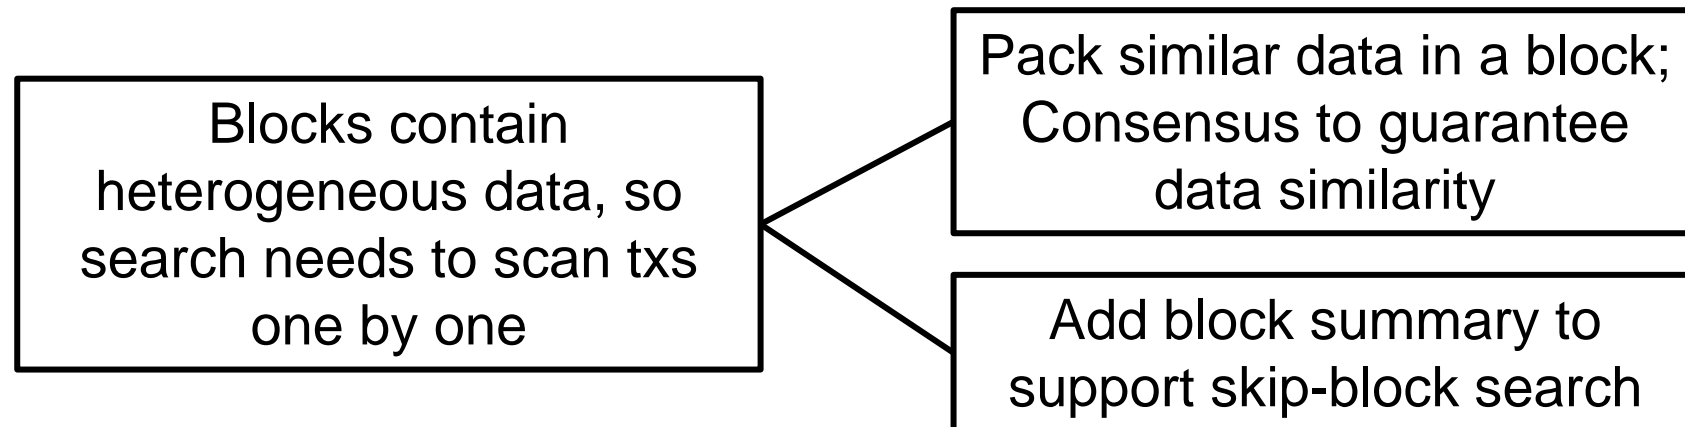 Blocks contain
heterogeneous data, so
search needs to scan txs
one by one
Pack similar data in a block;
Consensus to guarantee
data similarity
Add block summary to
support skip-block search